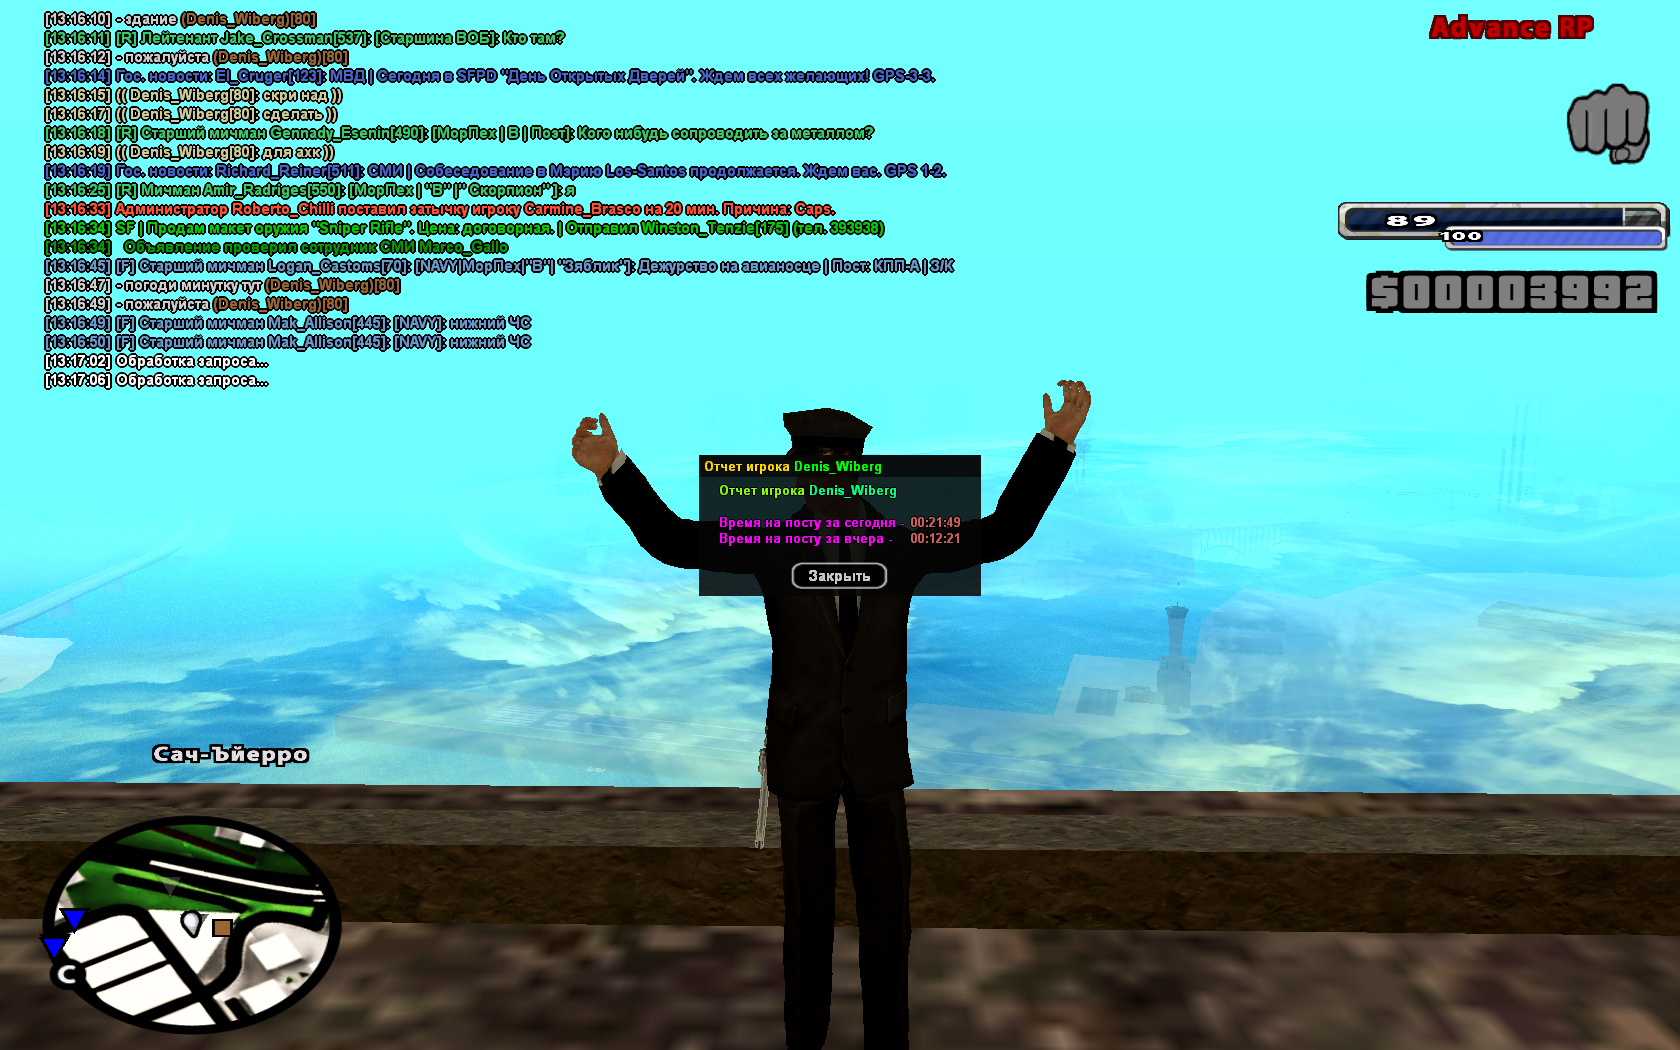 [13:16:10] - здание (Denis_Wiberg)[80]
[13:16:11] [R] Лейтенант Jake_Crossman[537]: [Старшина ВОБ]: Кто там?
[13:16:12] - пожалуйста (Denis_Wiberg)[80]
[13:16:14] Гос. новости: El_Cruger[123]: МВД | Сегодня в SFPD "День Открытых Дверей". Ждем всех желающих! GPS-3-3.
[13:16:15] (( Denis_Wiberg[80]: скри над ))
[13:16:17] (( Denis_Wiberg[80]: сделать ))
[13:16:18] [R] Старший мичман Gennady_Esenin[490]: [МорПех | В | Поэт]: Кого нибудь сопроводить за металлом?
[13:16:19] (( Denis_Wiberg[80]: для ахк ))
[13:16:19] Гос. новости: Richard_Reiner[511]: СМИ | Собеседование в Мэрию Los-Santos продолжается. Ждем вас. GPS 1-2.
[13:16:25] [R] Мичман Amir_Radriges[550]: [МорПех | "В" |" Скорпион"]: я
[13:16:33] Администратор Roberto_Chilli поставил затычку игроку Carmine_Brasco на 20 мин. Причина: Caps.
[13:16:34] SF | Продам макет оружия "Sniper Rifle". Цена: договорная. | Отправил Winston_Tenzie[175] (тел. 393938)
[13:16:34] Объявление проверил сотрудник СМИ Marco_Gallo
[13:16:45] [F] Старший мичман Logan_Castoms[70]: [NAVY|МорПех|"В"| "Зяблик"]: Дежурство на авианосце | Пост: КПП-А | З/К
[13:16:47] - погоди минутку тут (Denis_Wiberg)[80]
[13:16:49] - пожалуйста (Denis_Wiberg)[80]
[13:16:49] [F] Старший мичман Mak_Allison[445]: [NAVY]: нижний ЧС
[13:16:50] [F] Старший мичман Mak_Allison[445]: [NAVY]: нижний ЧС
[13:17:02] Обработка запроса...
[13:17:06] Обработка запроса...
Advance RP
89
100
$00003992
Отчет игрока Denis_Wiberg
Отчет игрока Denis_Wiberg
Время на посту за сегодня - 00:21:49
Время на посту за вчера - 00:12:21
Закрыть
Сач-Ъйерро
C